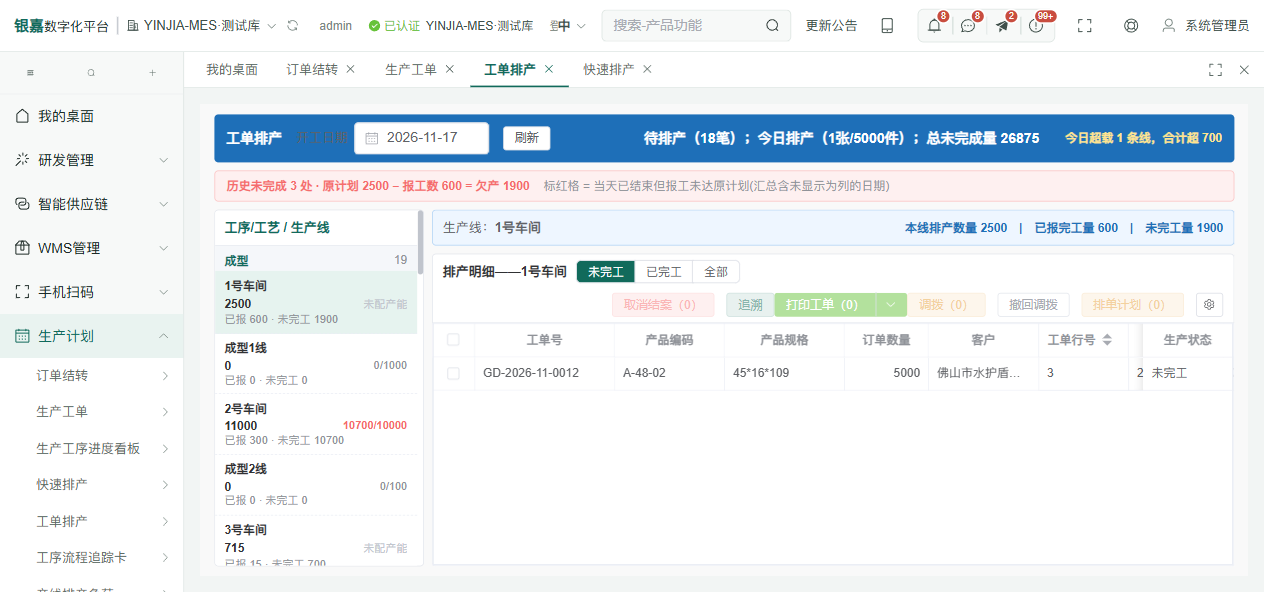 银嘉数字化平台 YINJIA-MES·测试库 admin 已认证 YINJIA-MES·测试库 中 搜索-产品功能 更新公告 8 8 2 99+ 系统管理员
我的桌面 订单结转 生产工单 工单排产 快速排产
我的桌面
研发管理
智能供应链
WMS管理
手机扫码
生产计划
订单结转
生产工单
生产工序进度看板
快速排产
工单排产
工序流程追踪卡
工单排产 开工日期 2026-11-17 刷新 待排产（18笔）；今日排产（1张/5000件）；总未完成量 26875 今日超载 1 条线，合计超 700
历史未完成 3 处 · 原计划 2500 − 报工数 600 = 欠产 1900 标红格 = 当天已结束但报工未达原计划(汇总含未显示为列的日期)
工序/工艺 / 生产线
成型 19
1号车间
2500 未配产能
已报 600 · 未完工 1900
成型1线
0 0/1000
已报 0 · 未完工 0
2号车间
11000 10700/10000
已报 300 · 未完工 10700
成型2线
0 0/100
已报 0 · 未完工 0
3号车间
715 未配产能
已报 15 · 未完工 700
生产线: 1号车间 本线排产数量 2500 | 已报完工量 600 | 未完工量 1900
排产明细——1号车间 未完工 已完工 全部
取消结案（0） 追溯 打印工单（0） 调拨（0） 撤回调拨 排单计划（0）
工单号 产品编码 产品规格 订单数量 客户 工单行号 生产状态
GD-2026-11-0012 A-48-02 45*16*109 5000 佛山市水护盾... 3 2 未完工